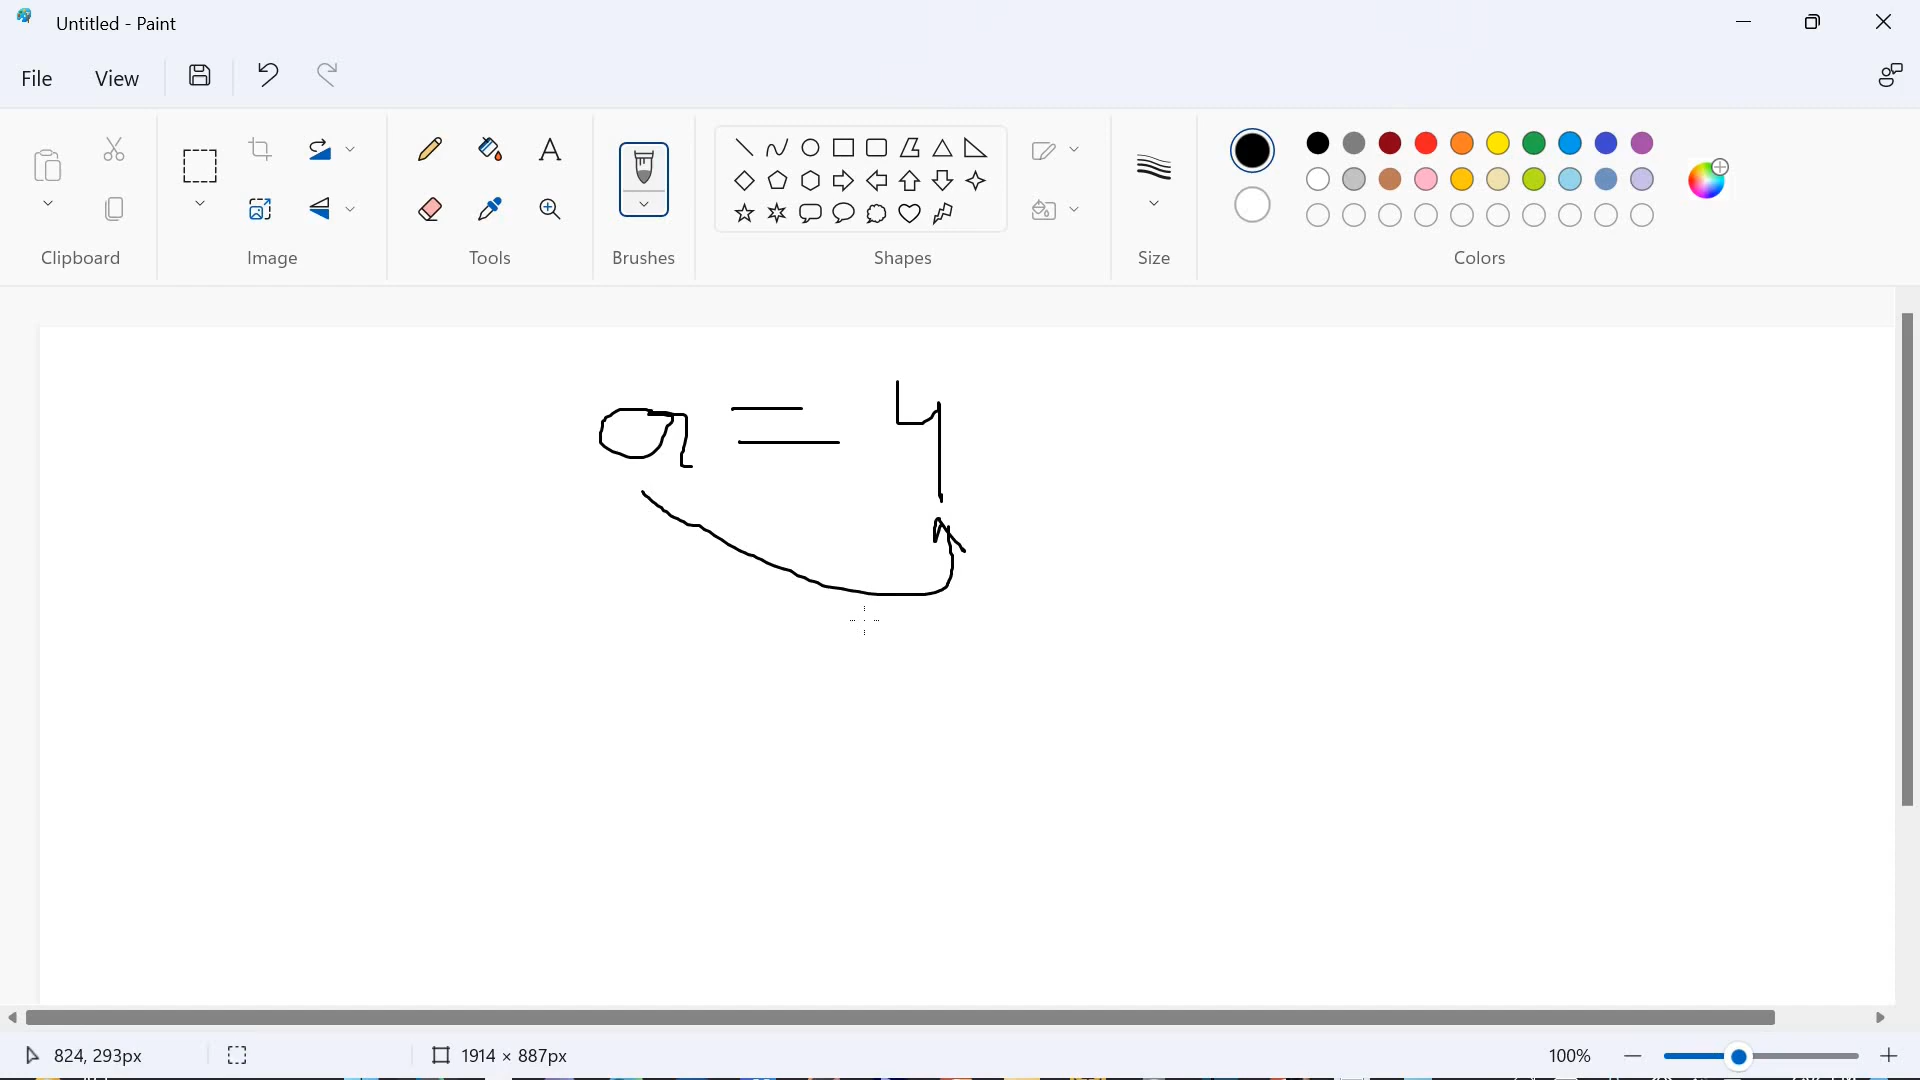 Untitled - Paint
File View
Clipboard Image Tools Brushes Shapes Size Colors
a = 4
824, 293px 1914 × 887px 100%